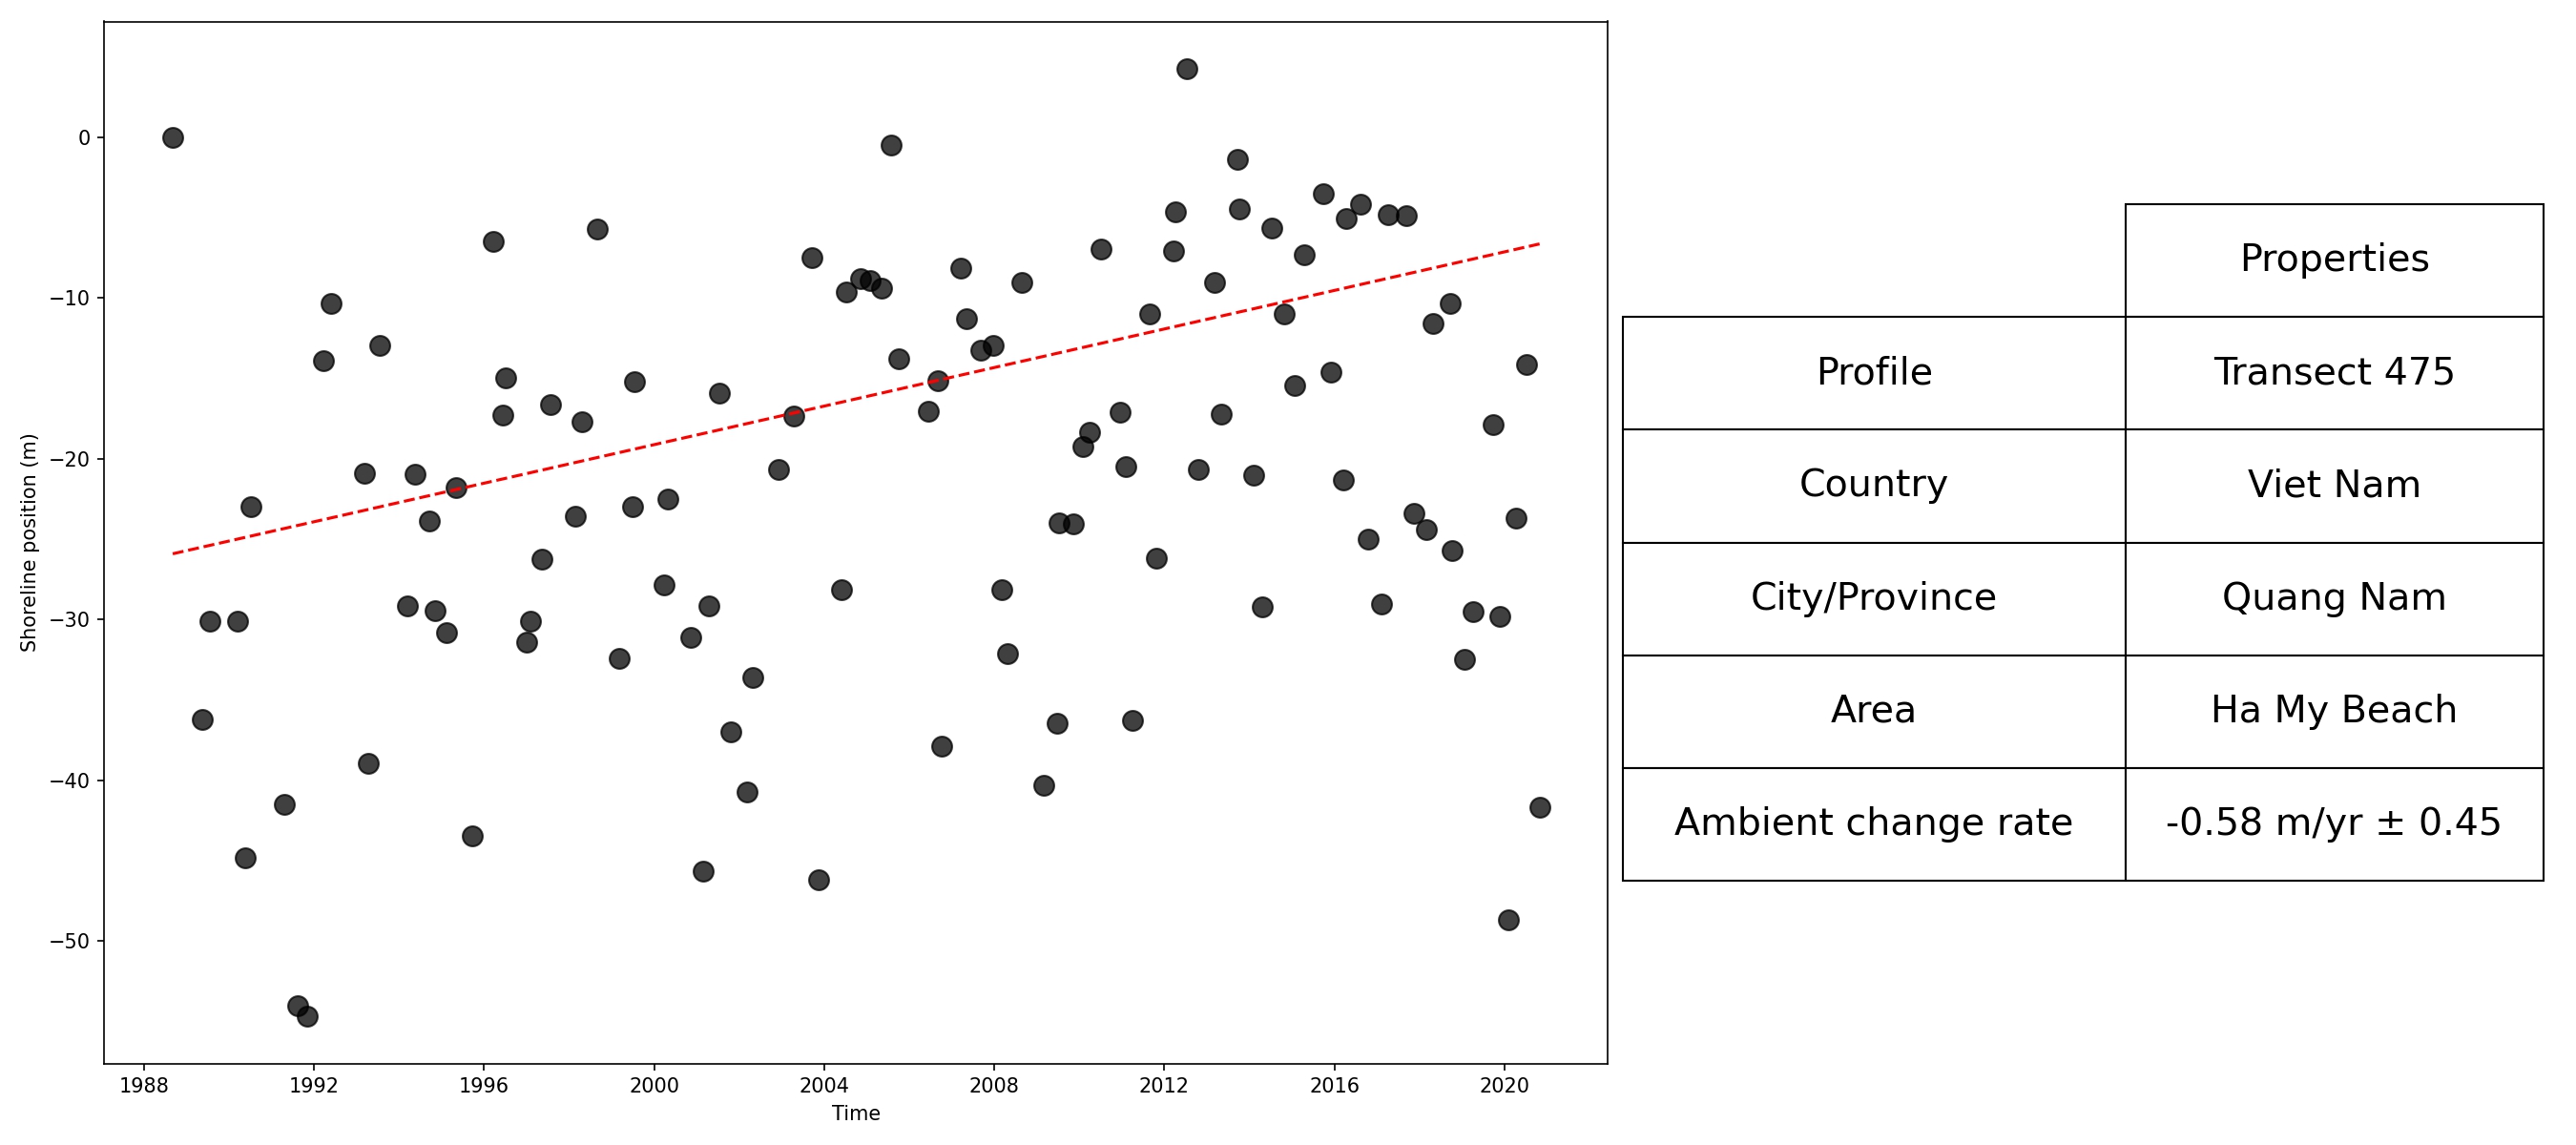 0
−10
−20
−30
−40
−50
Shoreline position (m)
1988 1992 1996 2000 2004 2008 2012 2016 2020
Time
Properties
Profile Transect 475
Country Viet Nam
City/Province Quang Nam
Area Ha My Beach
Ambient change rate -0.58 m/yr ± 0.45